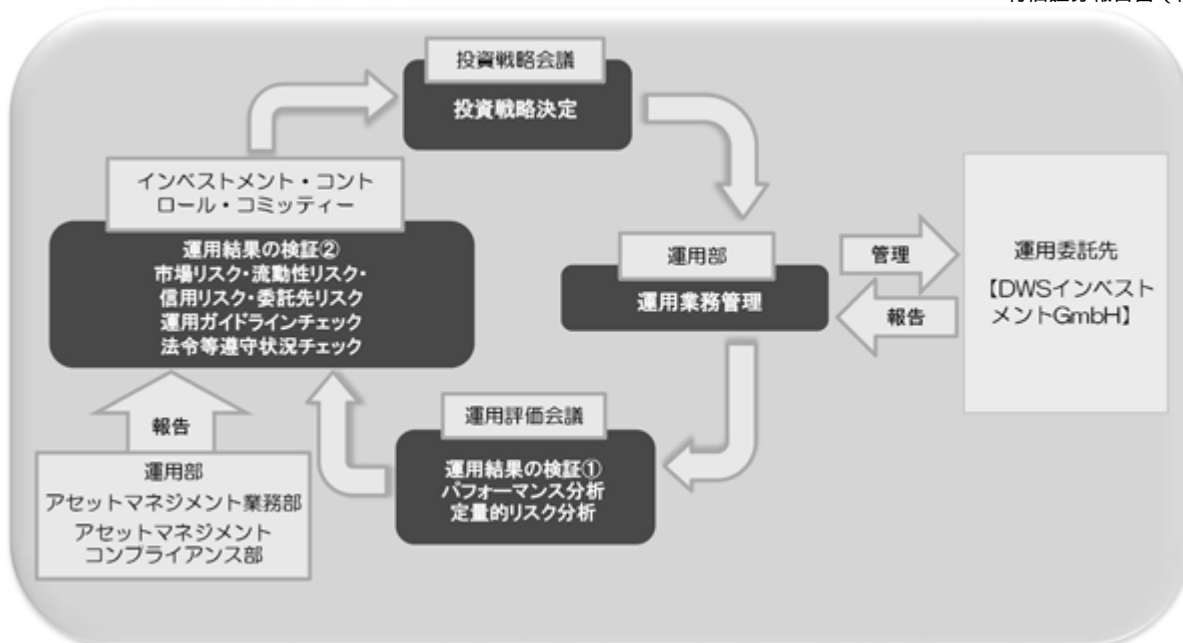 投資戦略会議
投資戦略決定
インベストメント・コント
ロール・コミッティー
運用結果の検証②
市場リスク・流動性リスク・
信用リスク・委託先リスク
運用ガイドラインチェック
法令等遵守状況チェック
運用部
運用業務管理
管理
報告
運用委託先
【DWSインベスト
メントGmbH】
運用評価会議
運用結果の検証①
パフォーマンス分析
定量的リスク分析
報告
運用部
アセットマネジメント業務部
アセットマネジメント
コンプライアンス部